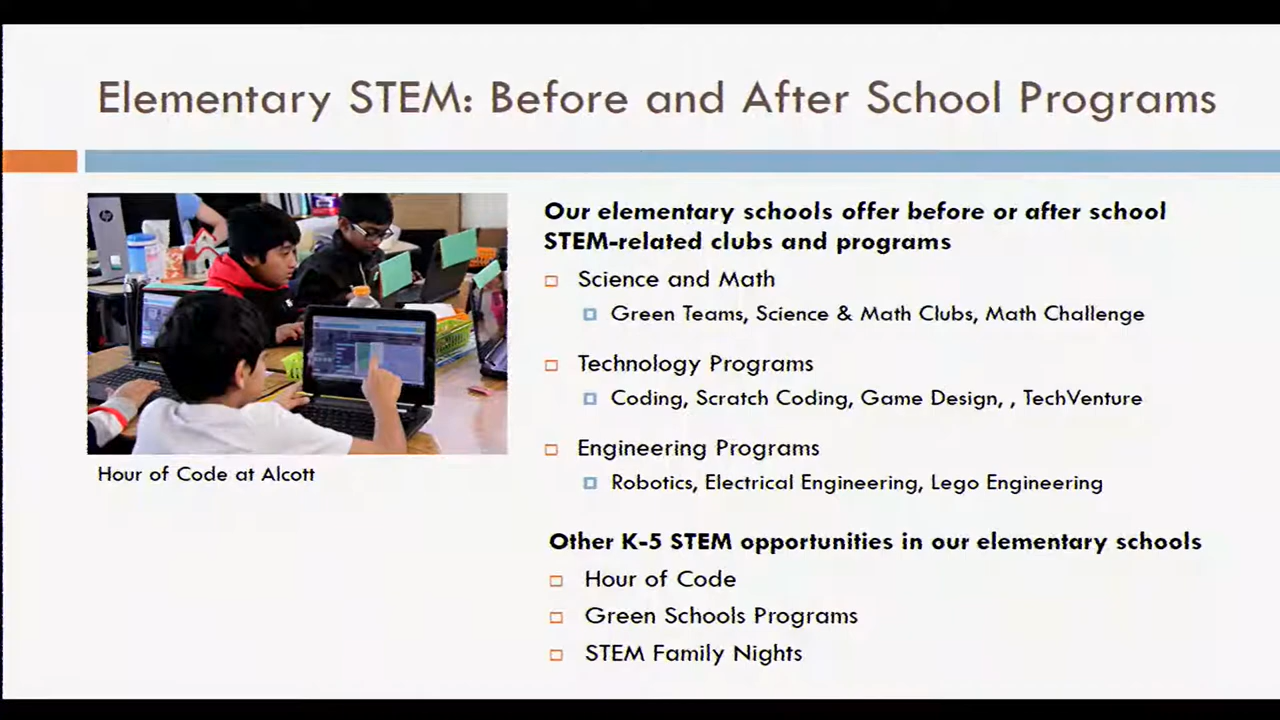 Elementary STEM: Before and After School Programs
Our elementary schools offer before or after school
STEM-related clubs and programs
Science and Math
Green Teams, Science & Math Clubs, Math Challenge
Technology Programs
Coding, Scratch Coding, Game Design, , TechVenture
Engineering Programs
Robotics, Electrical Engineering, Lego Engineering
Hour of Code at Alcott
Other K-5 STEM opportunities in our elementary schools
Hour of Code
Green Schools Programs
STEM Family Nights